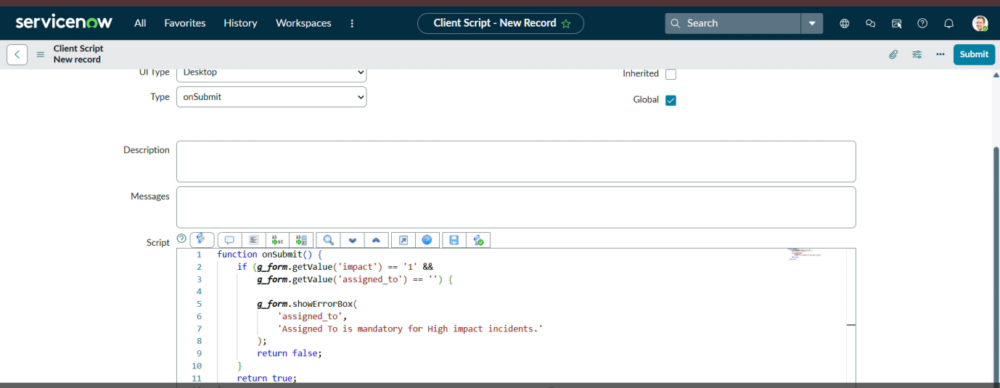 servicenow All Favorites History Workspaces Client Script - New Record Search
Client Script
New record
Submit
UI Type Desktop Inherited
Type onSubmit Global
Description
Messages
Script
1 function onSubmit() {
2 if (g_form.getValue('impact') == '1' &&
3 g_form.getValue('assigned_to') == '') {
4
5 g_form.showErrorBox(
6 'assigned_to',
7 'Assigned To is mandatory for High impact incidents.'
8 );
9 return false;
10 }
11 return true;